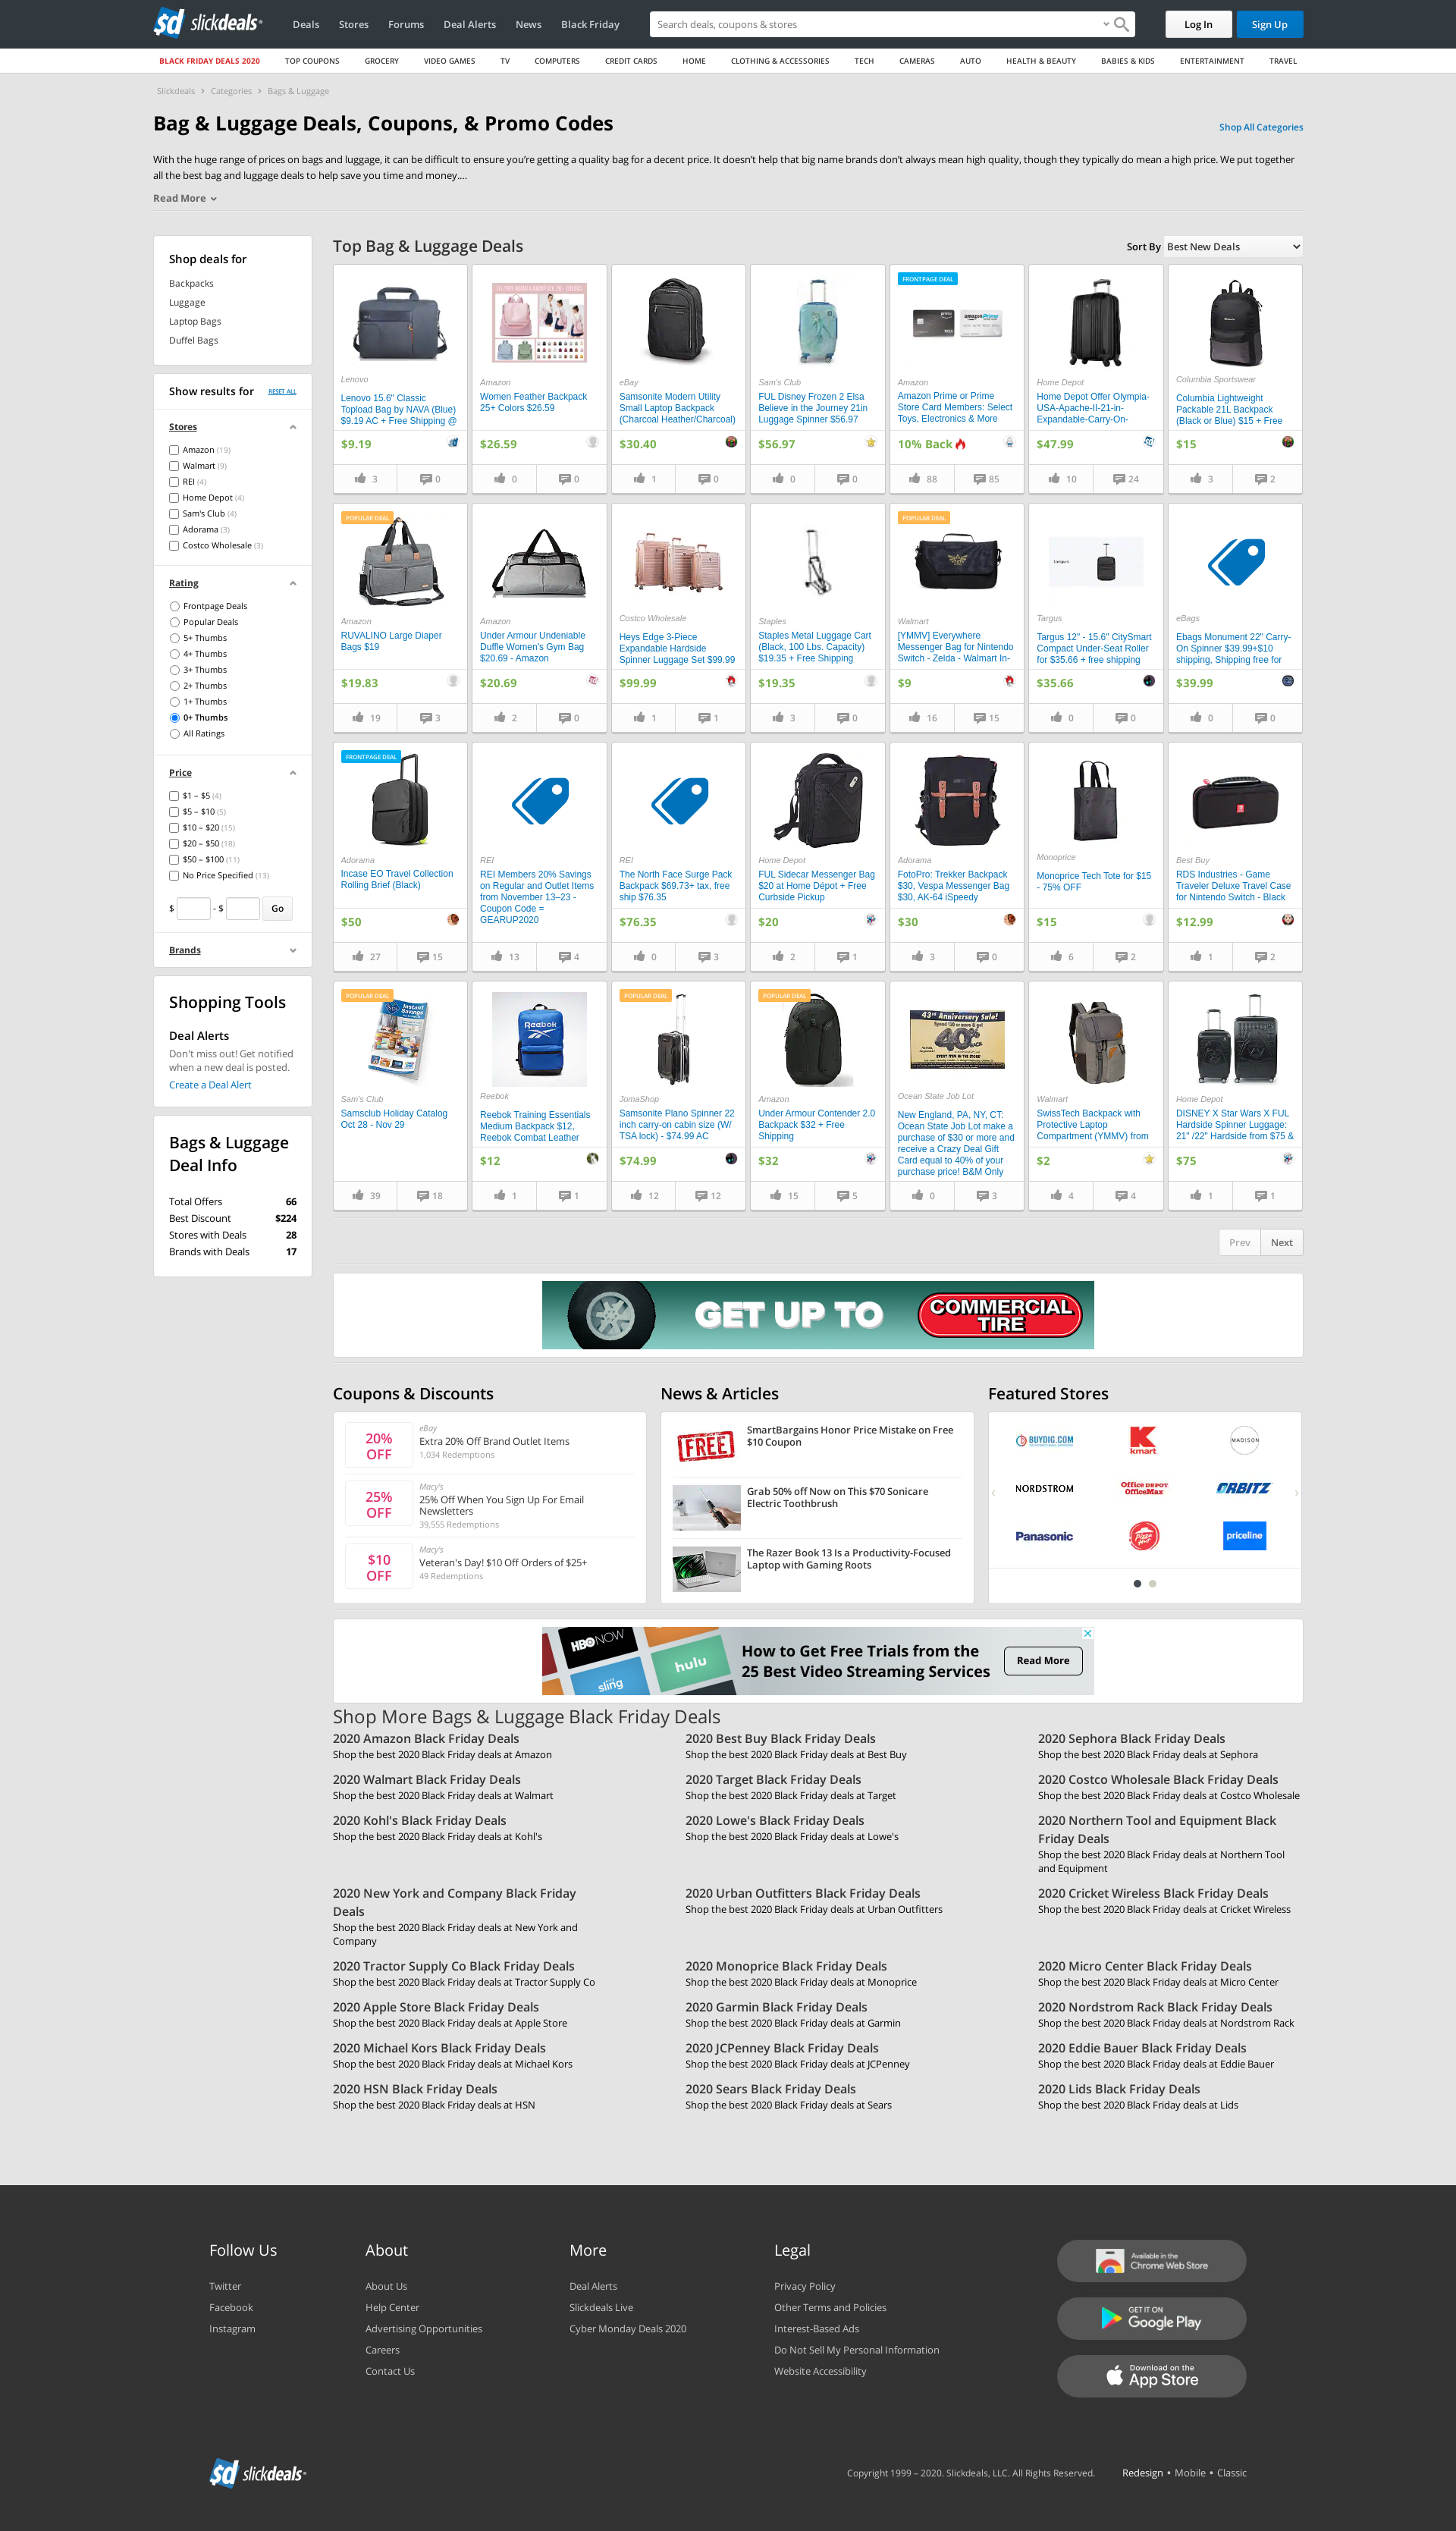 sd slickdeals
Deals Stores Forums Deal Alerts News Black Friday
Search deals, coupons & stores
Log In Sign Up
BLACK FRIDAY DEALS 2020 TOP COUPONS GROCERY VIDEO GAMES TV COMPUTERS CREDIT CARDS HOME CLOTHING & ACCESSORIES TECH CAMERAS AUTO HEALTH & BEAUTY BABIES & KIDS ENTERTAINMENT TRAVEL
Slickdeals › Categories › Bags & Luggage
Bag & Luggage Deals, Coupons, & Promo Codes
Shop All Categories
With the huge range of prices on bags and luggage, it can be difficult to ensure you’re getting a quality bag for a decent price. It doesn’t help that big name brands don’t always mean high quality, though they typically do mean a high price. We put together
all the best bag and luggage deals to help save you time and money....
Read More
Shop deals for
Backpacks
Luggage
Laptop Bags
Duffel Bags
Show results for RESET ALL
Stores
Amazon (19)
Walmart (9)
REI (4)
Home Depot (4)
Sam's Club (4)
Adorama (3)
Costco Wholesale (3)
Rating
Frontpage Deals
Popular Deals
5+ Thumbs
4+ Thumbs
3+ Thumbs
2+ Thumbs
1+ Thumbs
0+ Thumbs
All Ratings
Price
$1 – $5 (4)
$5 – $10 (5)
$10 – $20 (15)
$20 – $50 (18)
$50 – $100 (11)
No Price Specified (13)
$ - $ Go
Brands
Shopping Tools
Deal Alerts
Don't miss out! Get notified
when a new deal is posted.
Create a Deal Alert
Bags & Luggage
Deal Info
Total Offers 66
Best Discount $224
Stores with Deals 28
Brands with Deals 17
Top Bag & Luggage Deals
Sort By Best New Deals
Lenovo
Lenovo 15.6" Classic
Topload Bag by NAVA (Blue)
$9.19 AC + Free Shipping @
$9.19
3 0
Amazon
Women Feather Backpack
25+ Colors $26.59
$26.59
0 0
eBay
Samsonite Modern Utility
Small Laptop Backpack
(Charcoal Heather/Charcoal)
$30.40
1 0
Sam's Club
FUL Disney Frozen 2 Elsa
Believe in the Journey 21in
Luggage Spinner $56.97
$56.97
0 0
FRONTPAGE DEAL
Amazon
Amazon Prime or Prime
Store Card Members: Select
Toys, Electronics & More
10% Back
88 85
Home Depot
Home Depot Offer Olympia-
USA-Apache-II-21-in-
Expandable-Carry-On-
$47.99
10 24
Columbia Sportswear
Columbia Lightweight
Packable 21L Backpack
(Black or Blue) $15 + Free
$15
3 2
POPULAR DEAL
Amazon
RUVALINO Large Diaper
Bags $19
$19.83
19 3
Amazon
Under Armour Undeniable
Duffle Women's Gym Bag
$20.69 - Amazon
$20.69
2 0
Costco Wholesale
Heys Edge 3-Piece
Expandable Hardside
Spinner Luggage Set $99.99
$99.99
1 1
Staples
Staples Metal Luggage Cart
(Black, 100 Lbs. Capacity)
$19.35 + Free Shipping
$19.35
3 0
POPULAR DEAL
Walmart
[YMMV] Everywhere
Messenger Bag for Nintendo
Switch - Zelda - Walmart In-
$9
16 15
Targus
Targus 12" - 15.6" CitySmart
Compact Under-Seat Roller
for $35.66 + free shipping
$35.66
0 0
eBags
Ebags Monument 22" Carry-
On Spinner $39.99+$10
shipping, Shipping free for
$39.99
0 0
FRONTPAGE DEAL
Adorama
Incase EO Travel Collection
Rolling Brief (Black)
$50
27 15
REI
REI Members 20% Savings
on Regular and Outlet Items
from November 13–23 -
Coupon Code =
GEARUP2020
13 4
REI
The North Face Surge Pack
Backpack $69.73+ tax, free
ship $76.35
$76.35
0 3
Home Depot
FUL Sidecar Messenger Bag
$20 at Home Dépot + Free
Curbside Pickup
$20
2 1
Adorama
FotoPro: Trekker Backpack
$30, Vespa Messenger Bag
$30, AK-64 iSpeedy
$30
3 0
Monoprice
Monoprice Tech Tote for $15
- 75% OFF
$15
6 2
Best Buy
RDS Industries - Game
Traveler Deluxe Travel Case
for Nintendo Switch - Black
$12.99
1 2
POPULAR DEAL
Instant
Savings
Sam's Club
Samsclub Holiday Catalog
Oct 28 - Nov 29
39 18
Reebok
Reebok
Reebok Training Essentials
Medium Backpack $12,
Reebok Combat Leather
$12
1 1
POPULAR DEAL
JomaShop
Samsonite Plano Spinner 22
inch carry-on cabin size (W/
TSA lock) - $74.99 AC
$74.99
12 12
POPULAR DEAL
Amazon
Under Armour Contender 2.0
Backpack $32 + Free
Shipping
$32
15 5
43rd Anniversary Sale!
40%
Ocean State Job Lot
New England, PA, NY, CT:
Ocean State Job Lot make a
purchase of $30 or more and
receive a Crazy Deal Gift
Card equal to 40% of your
purchase price! B&M Only
0 3
Walmart
SwissTech Backpack with
Protective Laptop
Compartment (YMMV) from
$2
4 4
Home Depot
DISNEY X Star Wars X FUL
Hardside Spinner Luggage:
21" /22" Hardside from $75 &
$75
1 1
Prev Next
GET UP TO COMMERCIAL TIRE
Coupons & Discounts
20% OFF
eBay
Extra 20% Off Brand Outlet Items
1,034 Redemptions
25% OFF
Macy's
25% Off When You Sign Up For Email
Newsletters
39,555 Redemptions
$10 OFF
Macy's
Veteran's Day! $10 Off Orders of $25+
49 Redemptions
News & Articles
FREE
SmartBargains Honor Price Mistake on Free
$10 Coupon
Grab 50% off Now on This $70 Sonicare
Electric Toothbrush
The Razer Book 13 Is a Productivity-Focused
Laptop with Gaming Roots
Featured Stores
BUYDIG.COM Kmart MADISON
NORDSTROM Office DEPOT OfficeMax ORBITZ
Panasonic Pizza Hut priceline
HBO NOW hulu sling
How to Get Free Trials from the
25 Best Video Streaming Services
Read More
Shop More Bags & Luggage Black Friday Deals
2020 Amazon Black Friday Deals
Shop the best 2020 Black Friday deals at Amazon
2020 Best Buy Black Friday Deals
Shop the best 2020 Black Friday deals at Best Buy
2020 Sephora Black Friday Deals
Shop the best 2020 Black Friday deals at Sephora
2020 Walmart Black Friday Deals
Shop the best 2020 Black Friday deals at Walmart
2020 Target Black Friday Deals
Shop the best 2020 Black Friday deals at Target
2020 Costco Wholesale Black Friday Deals
Shop the best 2020 Black Friday deals at Costco Wholesale
2020 Kohl's Black Friday Deals
Shop the best 2020 Black Friday deals at Kohl's
2020 Lowe's Black Friday Deals
Shop the best 2020 Black Friday deals at Lowe's
2020 Northern Tool and Equipment Black
Friday Deals
Shop the best 2020 Black Friday deals at Northern Tool
and Equipment
2020 New York and Company Black Friday
Deals
Shop the best 2020 Black Friday deals at New York and
Company
2020 Urban Outfitters Black Friday Deals
Shop the best 2020 Black Friday deals at Urban Outfitters
2020 Cricket Wireless Black Friday Deals
Shop the best 2020 Black Friday deals at Cricket Wireless
2020 Tractor Supply Co Black Friday Deals
Shop the best 2020 Black Friday deals at Tractor Supply Co
2020 Monoprice Black Friday Deals
Shop the best 2020 Black Friday deals at Monoprice
2020 Micro Center Black Friday Deals
Shop the best 2020 Black Friday deals at Micro Center
2020 Apple Store Black Friday Deals
Shop the best 2020 Black Friday deals at Apple Store
2020 Garmin Black Friday Deals
Shop the best 2020 Black Friday deals at Garmin
2020 Nordstrom Rack Black Friday Deals
Shop the best 2020 Black Friday deals at Nordstrom Rack
2020 Michael Kors Black Friday Deals
Shop the best 2020 Black Friday deals at Michael Kors
2020 JCPenney Black Friday Deals
Shop the best 2020 Black Friday deals at JCPenney
2020 Eddie Bauer Black Friday Deals
Shop the best 2020 Black Friday deals at Eddie Bauer
2020 HSN Black Friday Deals
Shop the best 2020 Black Friday deals at HSN
2020 Sears Black Friday Deals
Shop the best 2020 Black Friday deals at Sears
2020 Lids Black Friday Deals
Shop the best 2020 Black Friday deals at Lids
Follow Us
Twitter
Facebook
Instagram
About
About Us
Help Center
Advertising Opportunities
Careers
Contact Us
More
Deal Alerts
Slickdeals Live
Cyber Monday Deals 2020
Legal
Privacy Policy
Other Terms and Policies
Interest-Based Ads
Do Not Sell My Personal Information
Website Accessibility
Available in the
Chrome Web Store
GET IT ON
Google Play
Download on the
App Store
sd slickdeals
Copyright 1999 – 2020. Slickdeals, LLC. All Rights Reserved. Redesign • Mobile • Classic